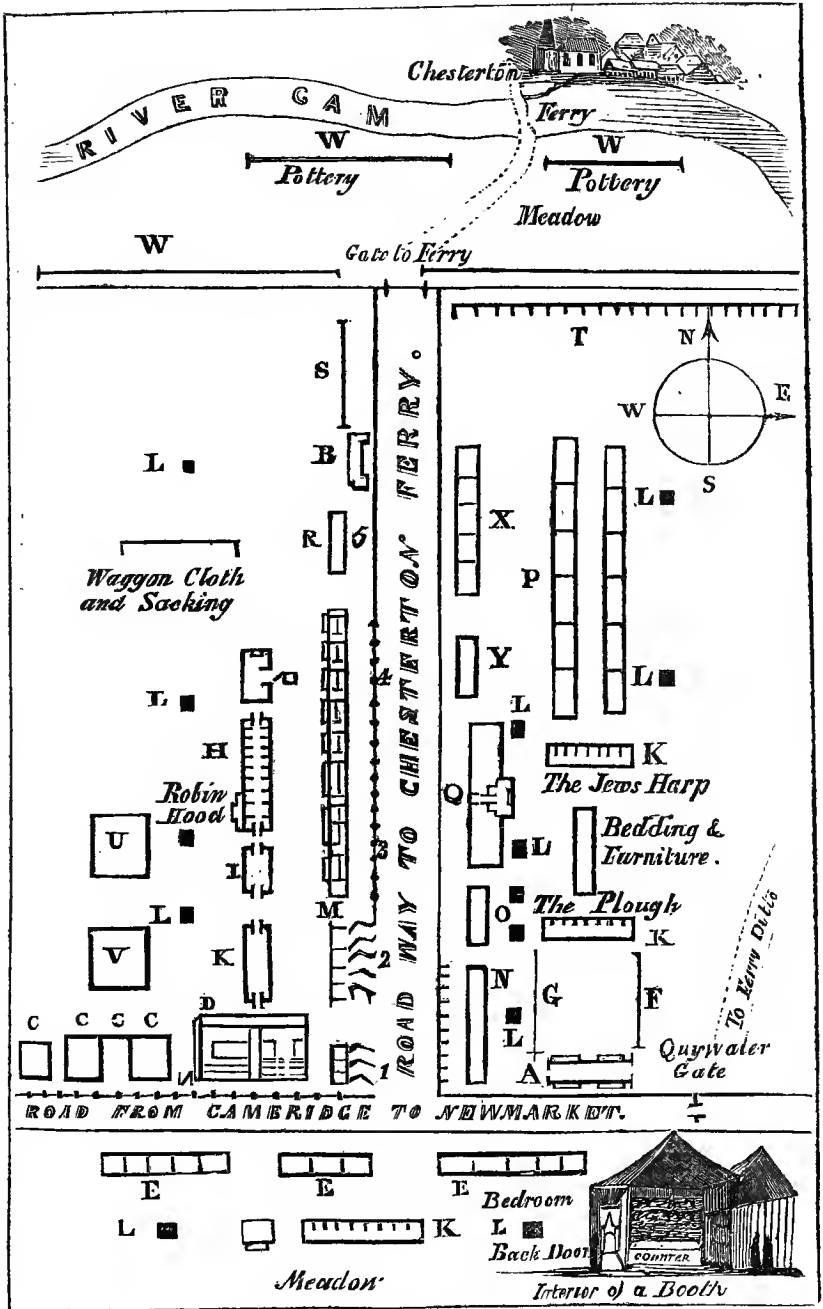 Chesterton
RIVER CAM
Ferry
W
Pottery
W
Pottery
Meadow
W
Gate to Ferry
T
N
W
E
S
S
B
L
R 5
X
P
L
L
Waggon Cloth
and Sacking
ROAD WAY TO CHESTERTON FERRY.
4
L
Y
L
H
Robin
Hood
Q
K
The Jews Harp
U
I
3
L
Bedding &
Furniture.
L
M
O
The Plough
K
V
K
2
N
G
F
L
To Ferry Ditto
C
C C C
D
1
A
Quywater
Gate
ROAD FROM CAMBRIDGE TO NEWMARKET.
E
E
E
Bedroom
L
K
L
Back Door
COUNTER
Meadow
Interior of a Booth